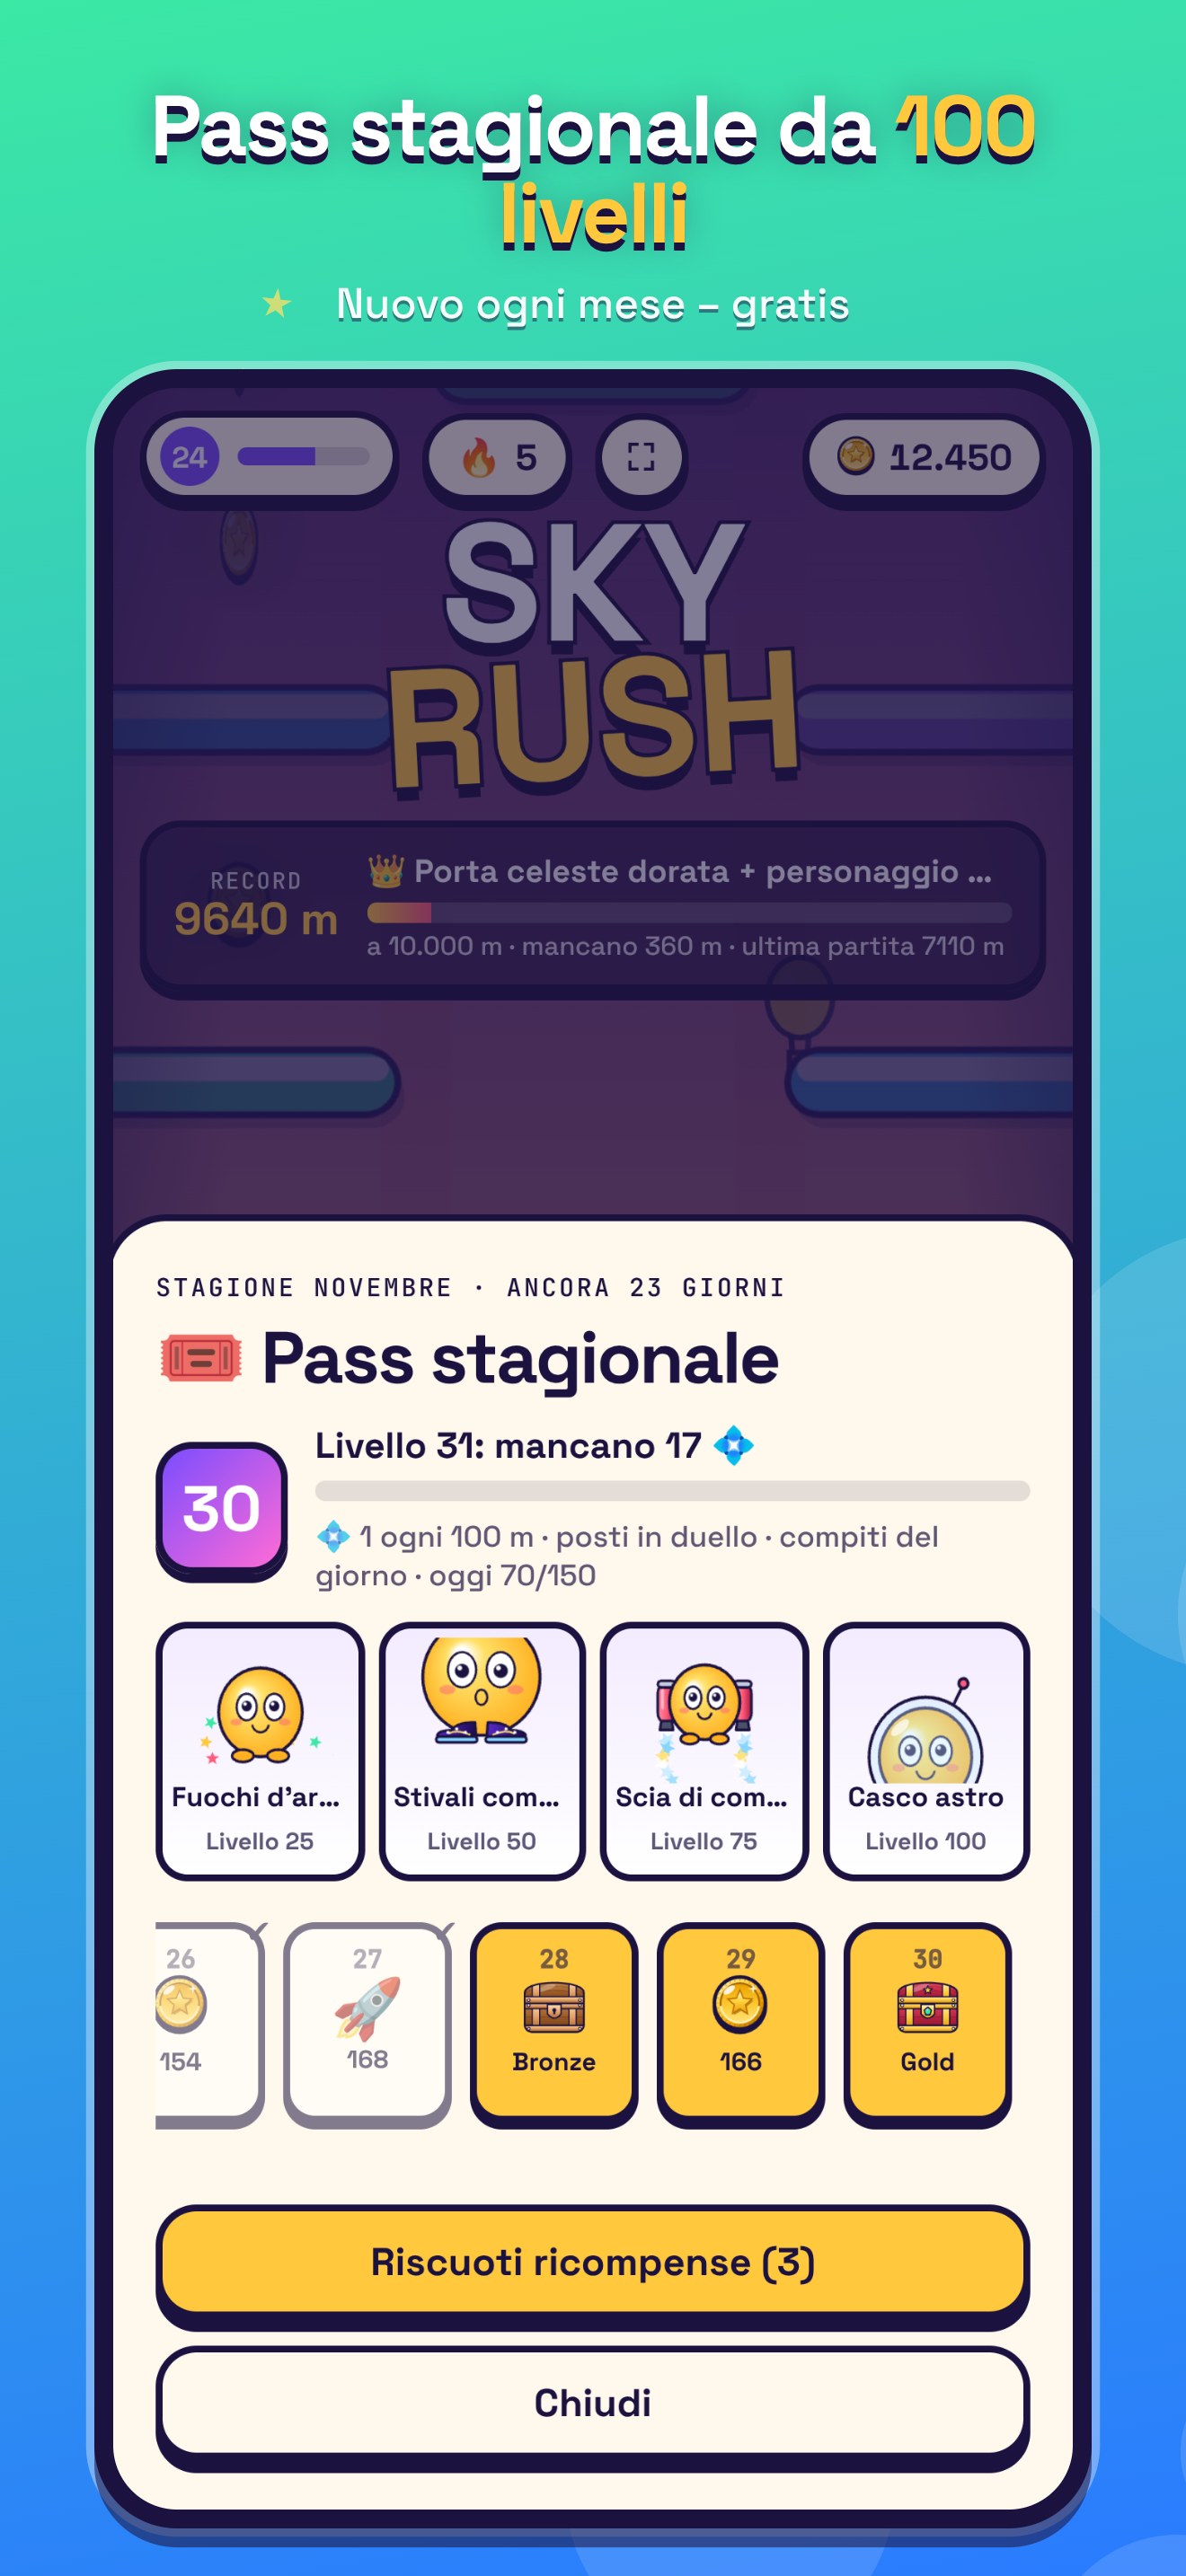 Pass stagionale da 100
livelli
Nuovo ogni mese – gratis
24
5
12.450
SKY
RUSH
RECORD
9640 m
Porta celeste dorata + personaggio ...
a 10.000 m · mancano 360 m · ultima partita 7110 m
STAGIONE NOVEMBRE · ANCORA 23 GIORNI
Pass stagionale
30
Livello 31: mancano 17
1 ogni 100 m · posti in duello · compiti del
giorno · oggi 70/150
Fuochi d'ar...
Livello 25
Stivali com...
Livello 50
Scia di com...
Livello 75
Casco astro
Livello 100
26
154
27
168
28
Bronze
29
166
30
Gold
Riscuoti ricompense (3)
Chiudi